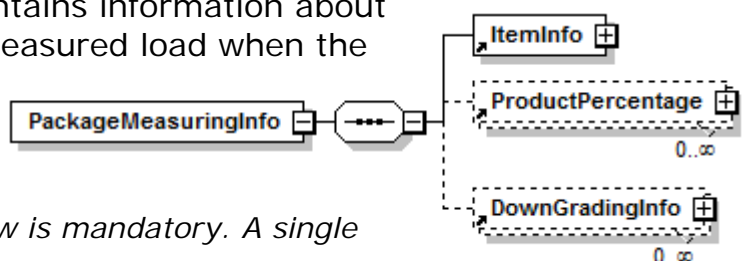 ntains information about
easured load when the
ItemInfo
ProductPercentage
0..∞
PackageMeasuringInfo
w is mandatory. A single
DownGradingInfo
0..∞